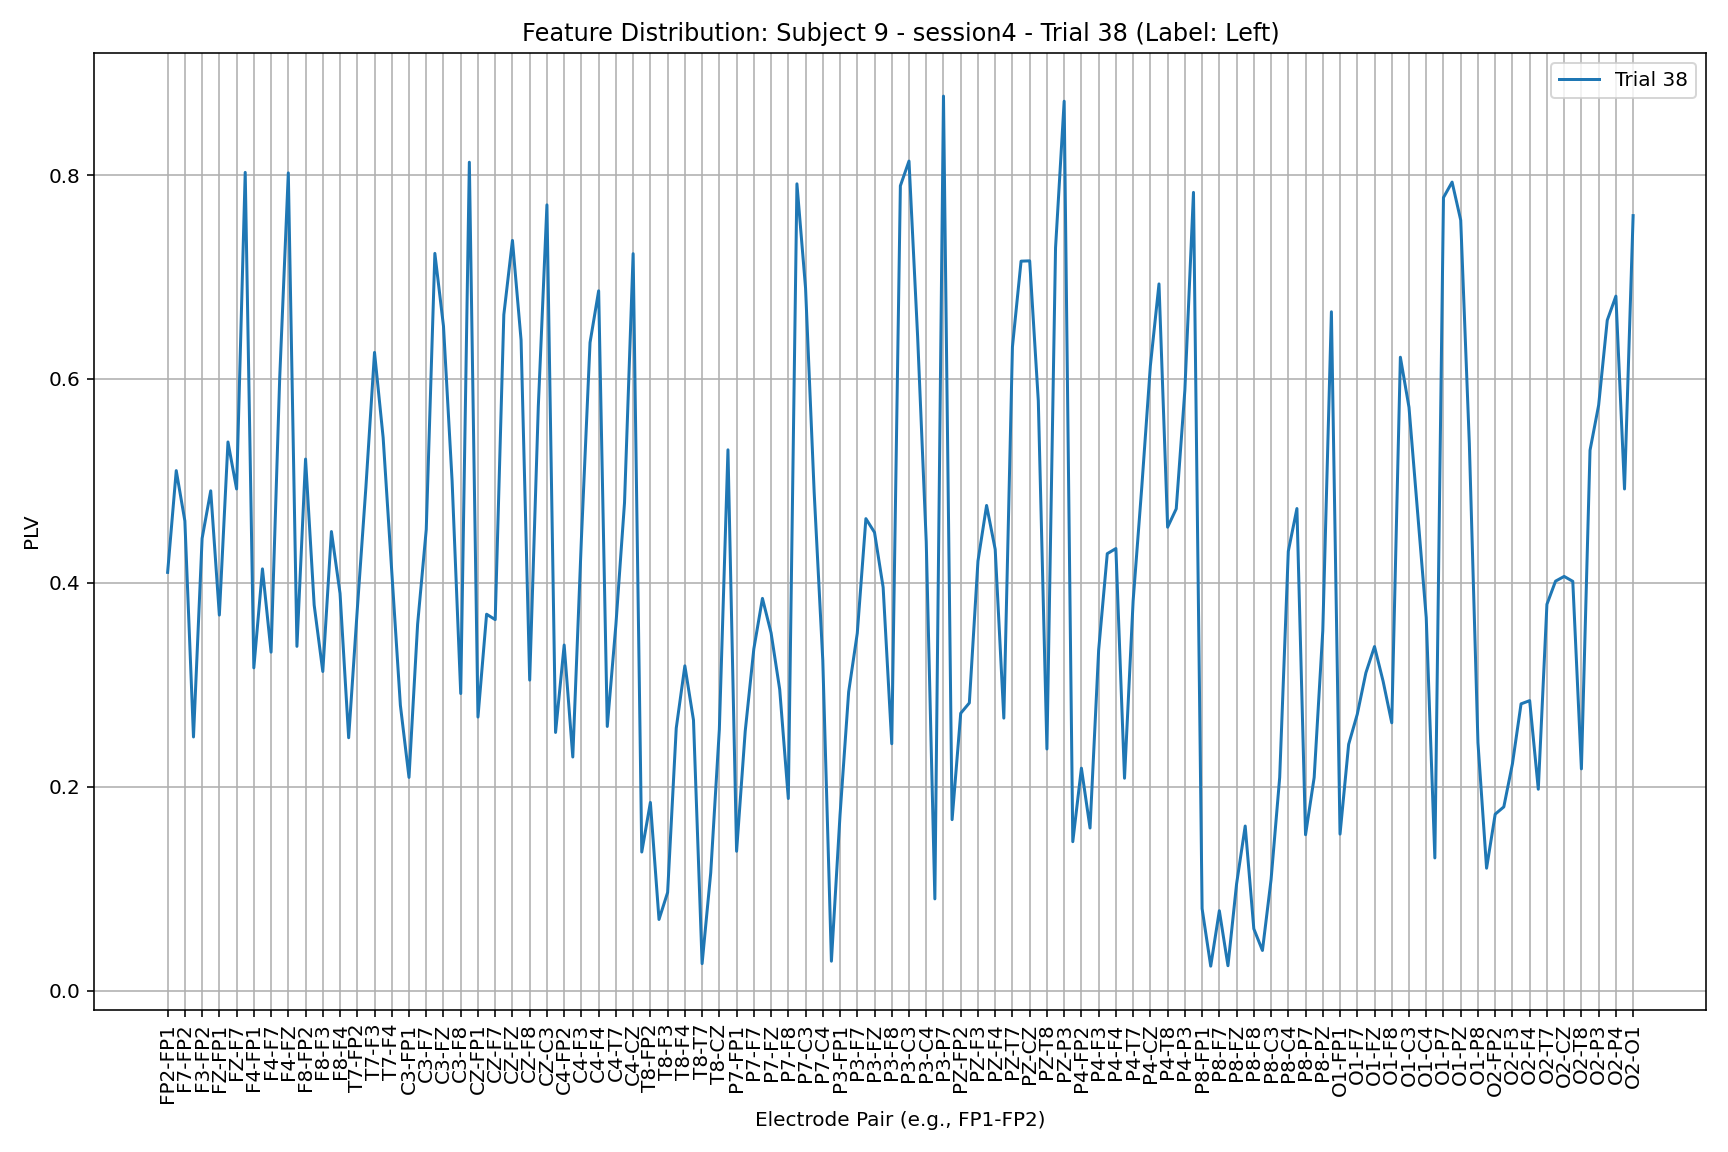 Feature Distribution: Subject 9 - session4 - Trial 38 (Label: Left)
Trial 38
PLV
0.8
0.6
0.4
0.2
0.0
FP2-FP1
F7-FP2
F3-FP2
FZ-FP1
FZ-F7
F4-FP1
F4-F7
F4-FZ
F8-FP2
F8-F3
F8-F4
T7-FP2
T7-F3
T7-F4
C3-FP1
C3-F7
C3-FZ
C3-F8
CZ-FP1
CZ-F7
CZ-FZ
CZ-F8
CZ-C3
C4-FP2
C4-F3
C4-F4
C4-T7
C4-CZ
T8-FP2
T8-F3
T8-F4
T8-T7
T8-CZ
P7-FP1
P7-F7
P7-FZ
P7-F8
P7-C3
P7-C4
P3-FP1
P3-F7
P3-FZ
P3-F8
P3-C3
P3-C4
P3-P7
PZ-FP2
PZ-F3
PZ-F4
PZ-T7
PZ-CZ
PZ-T8
PZ-P3
P4-FP2
P4-F3
P4-F4
P4-T7
P4-CZ
P4-T8
P4-P3
P8-FP1
P8-F7
P8-FZ
P8-F8
P8-C3
P8-C4
P8-P7
P8-PZ
O1-FP1
O1-F7
O1-FZ
O1-F8
O1-C3
O1-C4
O1-P7
O1-PZ
O1-P8
O2-FP2
O2-F3
O2-F4
O2-T7
O2-CZ
O2-T8
O2-P3
O2-P4
O2-O1
Electrode Pair (e.g., FP1-FP2)